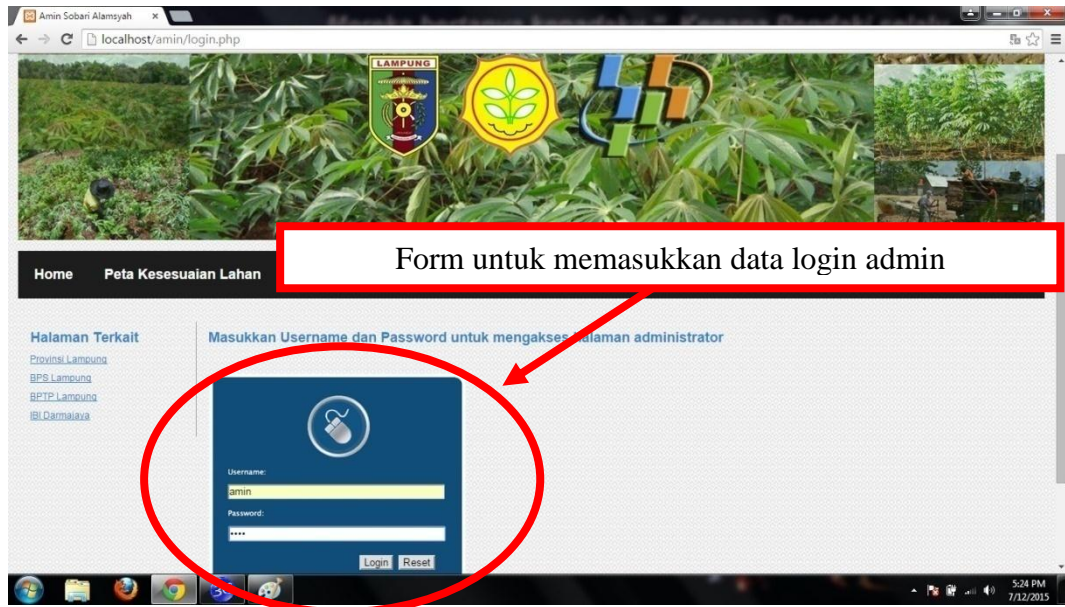 Amin Sobari Alamsyah
localhost/amin/login.php
LAMPUNG
Form untuk memasukkan data login admin
Home Peta Kesesuaian Lahan
Halaman Terkait
Provinsi Lampung
BPS Lampung
BPTP Lampung
IBI Darmajaya
Masukkan Username dan Password untuk mengakses halaman administrator
Username:
amin
Password:
••••
Login Reset
5:24 PM
7/12/2015